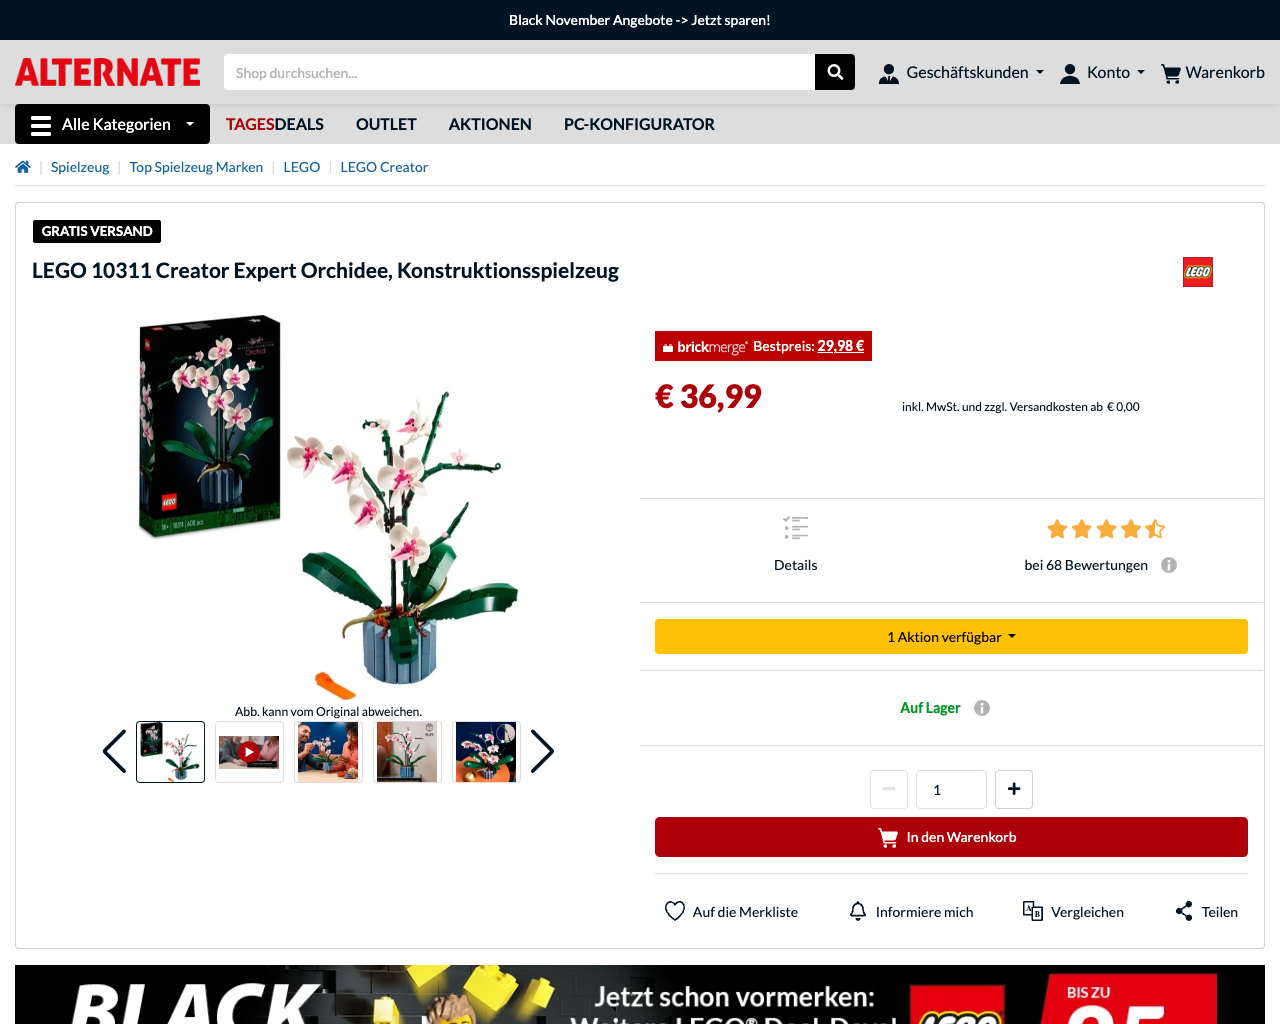 Black November Angebote -> Jetzt sparen!
ALTERNATE
Shop durchsuchen...
Geschäftskunden
Konto
Warenkorb
Alle Kategorien
TAGESDEALS
OUTLET
AKTIONEN
PC-KONFIGURATOR
Spielzeug | Top Spielzeug Marken | LEGO | LEGO Creator
GRATIS VERSAND
LEGO 10311 Creator Expert Orchidee, Konstruktionsspielzeug
LEGO
Orchid
LEGO
brickmerge* Bestpreis: 29,98 €
€ 36,99
inkl. MwSt. und zzgl. Versandkosten ab € 0,00
Details
bei 68 Bewertungen
1 Aktion verfügbar
Auf Lager
1
In den Warenkorb
Auf die Merkliste
Informiere mich
Vergleichen
Teilen
Abb. kann vom Original abweichen.
BLACK
Jetzt schon vormerken:
LEGO
BIS ZU